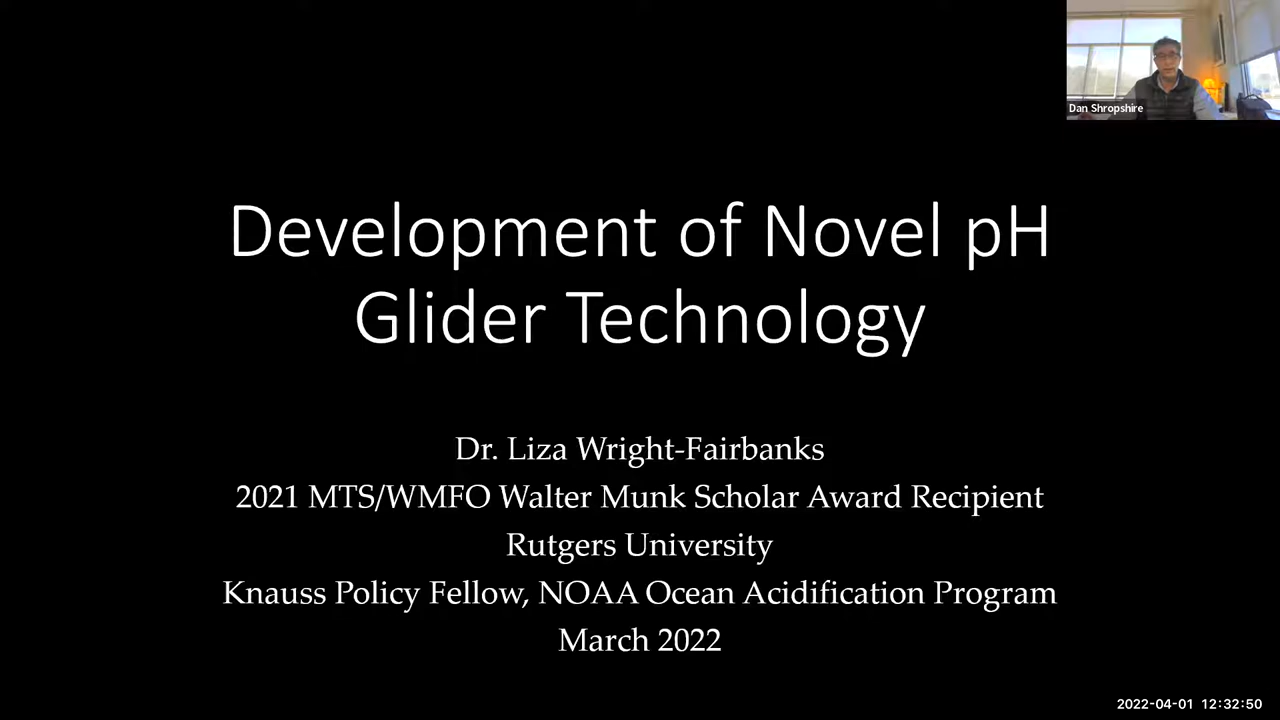 Dan Shropshire
Development of Novel pH
Glider Technology
Dr. Liza Wright-Fairbanks
2021 MTS/WMFO Walter Munk Scholar Award Recipient
Rutgers University
Knauss Policy Fellow, NOAA Ocean Acidification Program
March 2022
2022-04-01 12:32:50